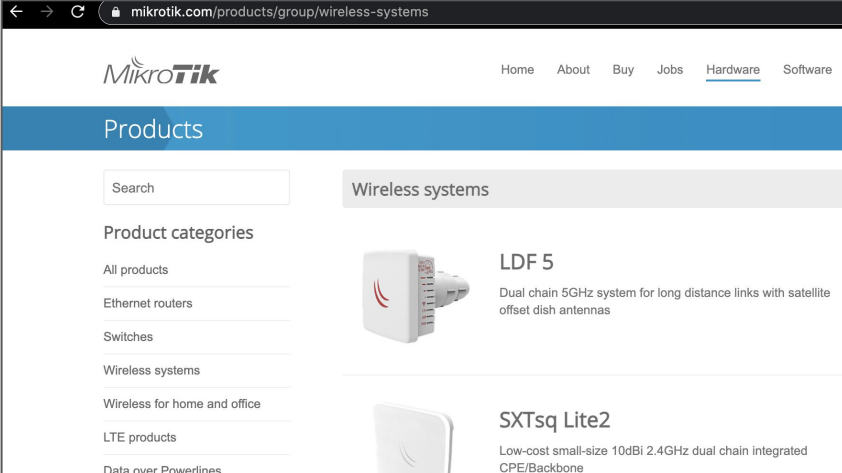 mikrotik.com/products/group/wireless-systems
MikroTik
Home About Buy Jobs Hardware Software
Products
Search
Product categories
All products
Ethernet routers
Switches
Wireless systems
Wireless for home and office
LTE products
Data over Powerlines
Wireless systems
LDF 5
Dual chain 5GHz system for long distance links with satellite
offset dish antennas
SXTsq Lite2
Low-cost small-size 10dBi 2.4GHz dual chain integrated
CPE/Backbone